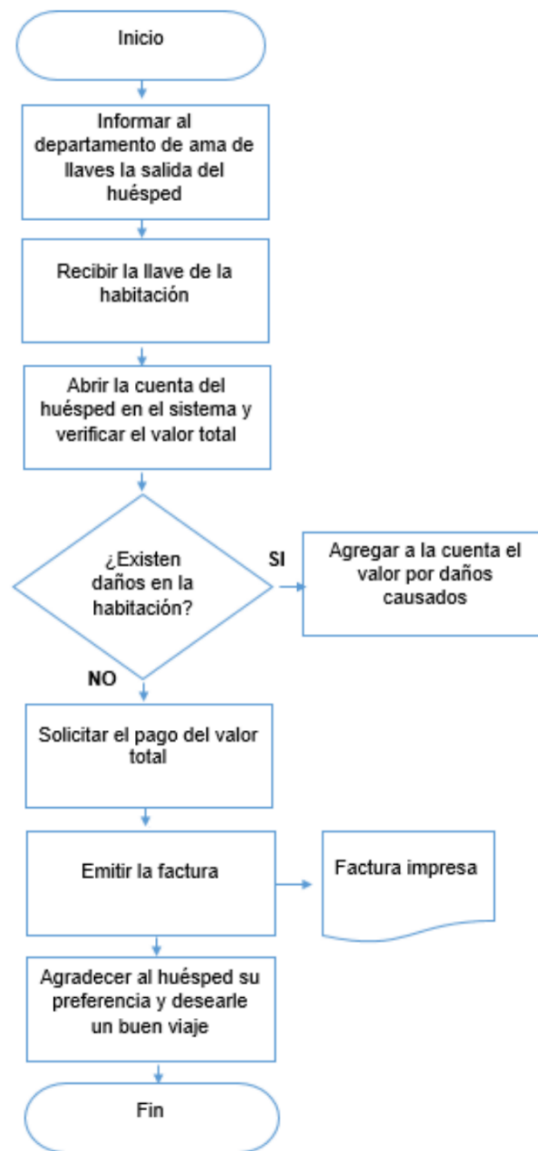 Inicio
Informar al
departamento de ama de
llaves la salida del
huésped
Recibir la llave de la
habitación
Abrir la cuenta del
huésped en el sistema y
verificar el valor total
¿Existen
daños en la
habitación?
SI
Agregar a la cuenta el
valor por daños
causados
NO
Solicitar el pago del valor
total
Emitir la factura
Factura impresa
Agradecer al huésped su
preferencia y desearle
un buen viaje
Fin